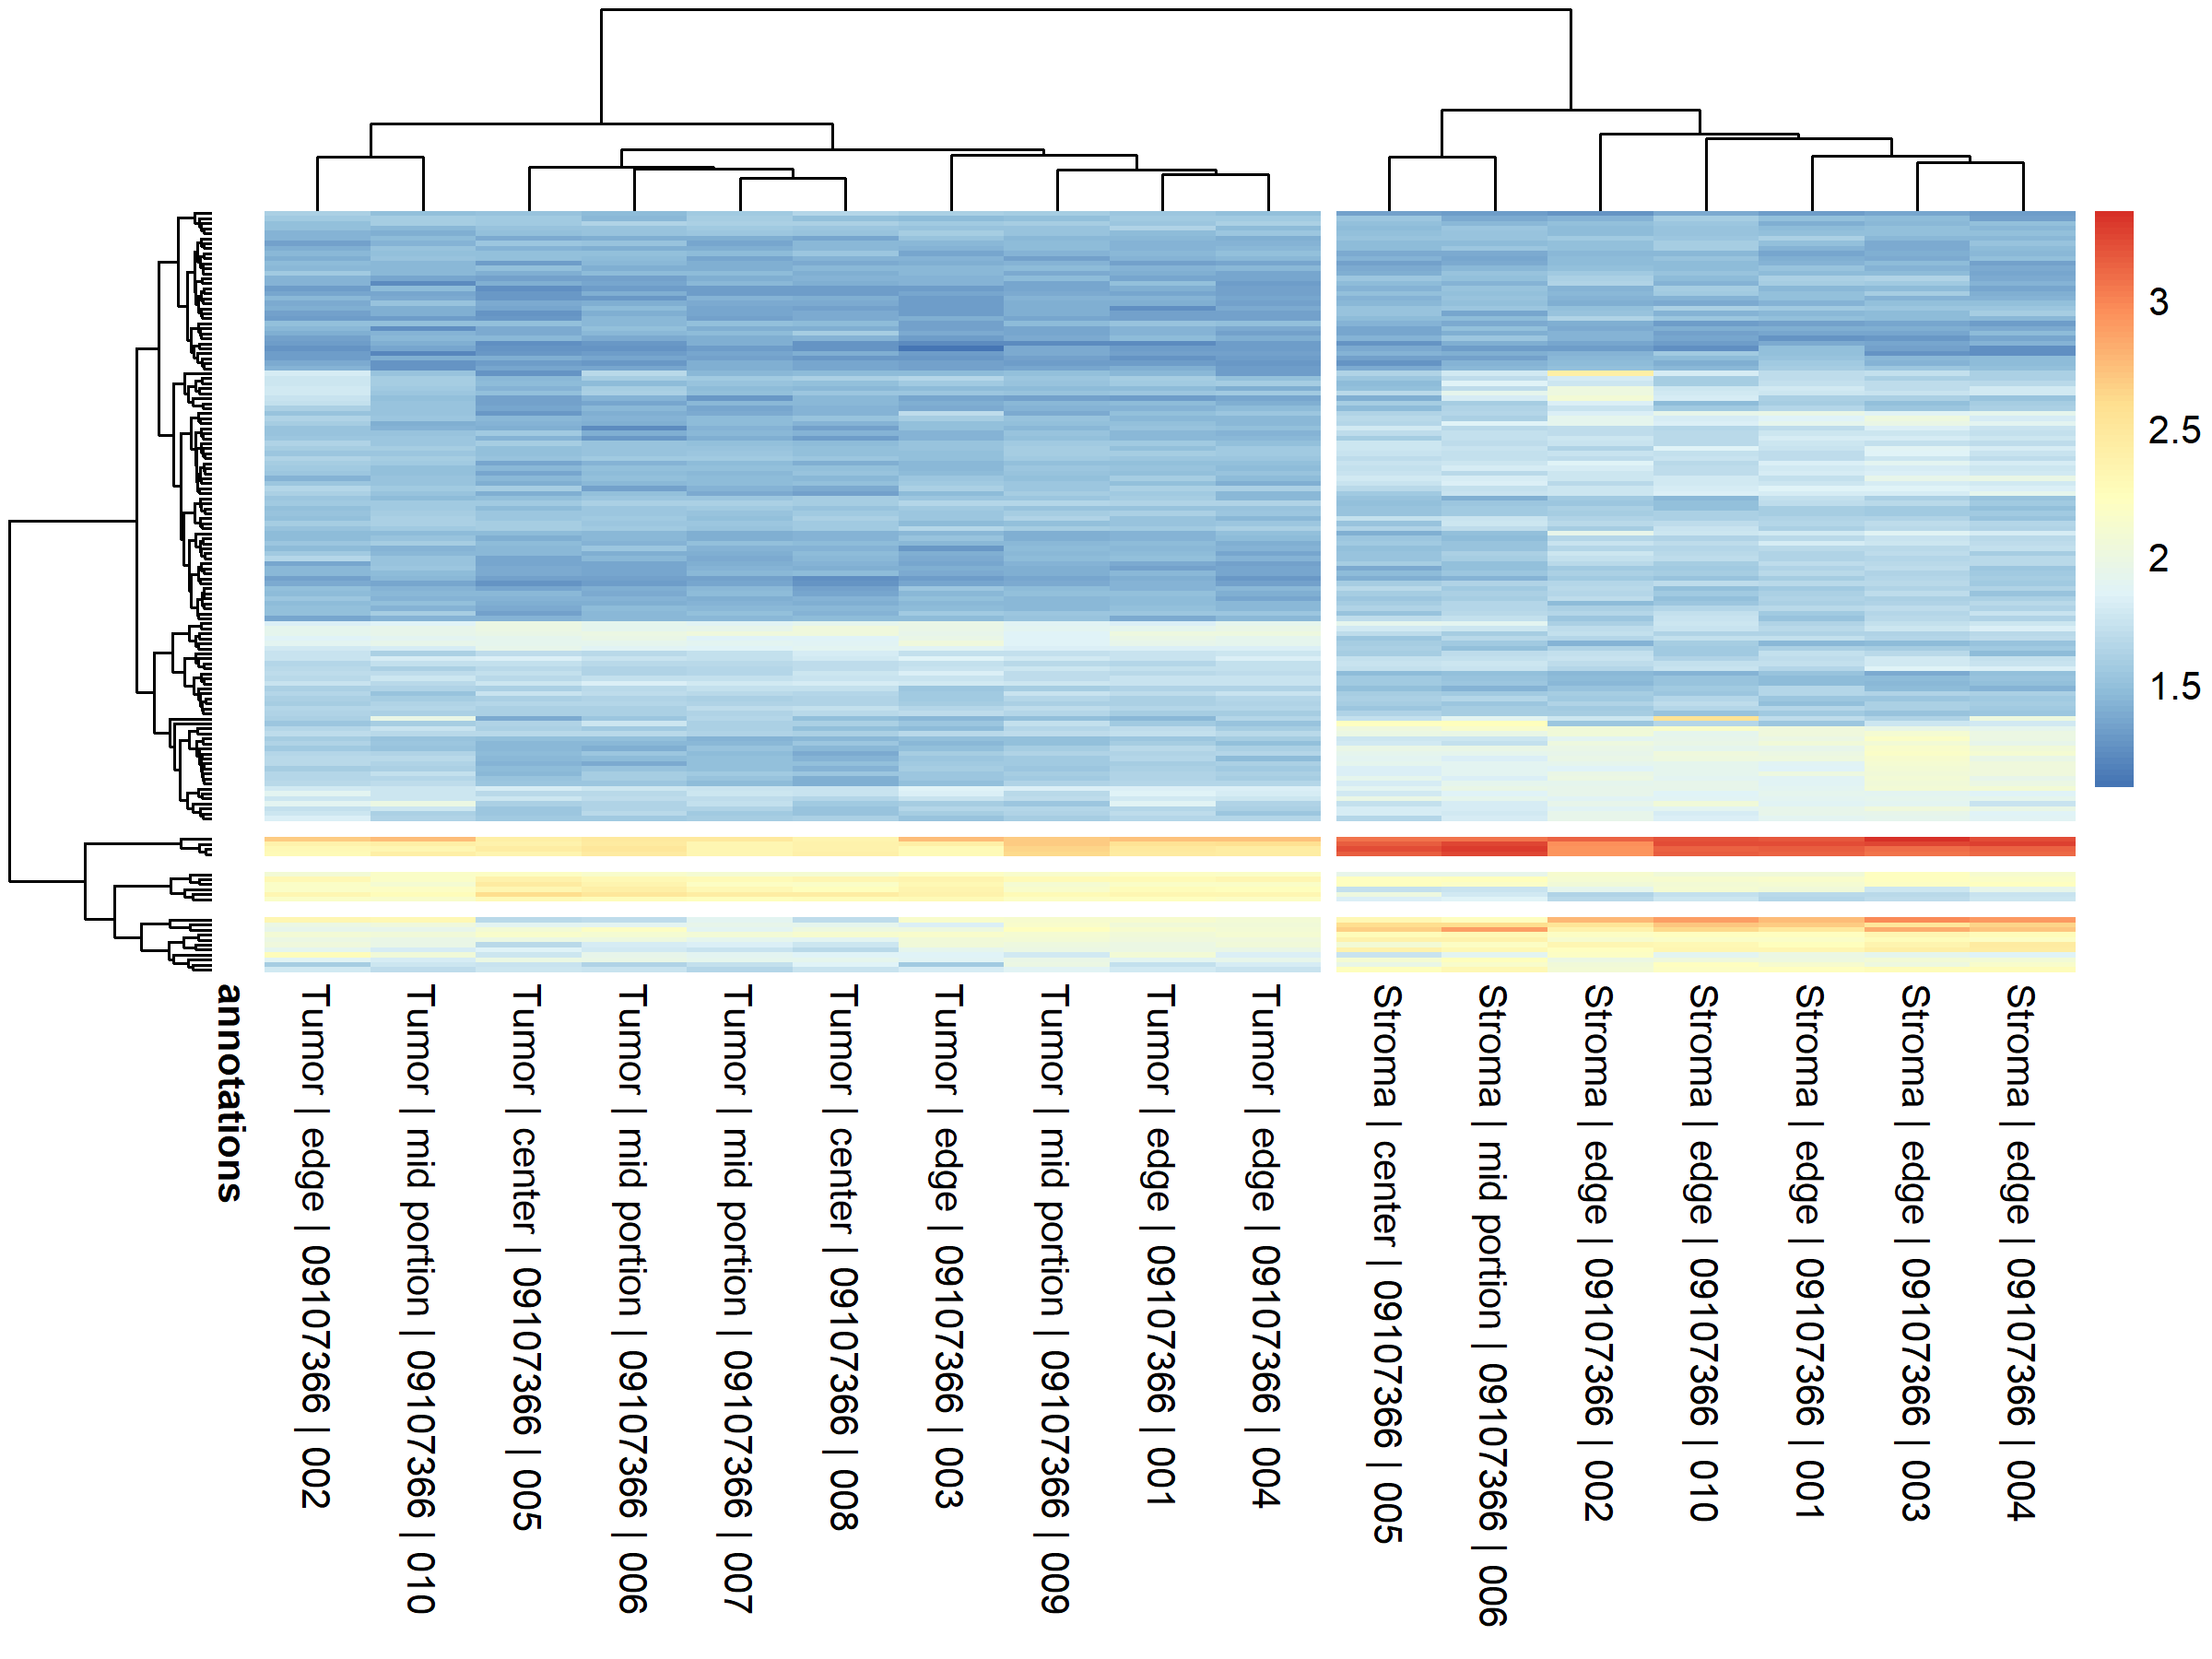 3
2.5
2
1.5
annotations
Tumor | edge | 09107366 | 002
Tumor | mid portion | 09107366 | 010
Tumor | center | 09107366 | 005
Tumor | mid portion | 09107366 | 006
Tumor | mid portion | 09107366 | 007
Tumor | center | 09107366 | 008
Tumor | edge | 09107366 | 003
Tumor | mid portion | 09107366 | 009
Tumor | edge | 09107366 | 001
Tumor | edge | 09107366 | 004
Stroma | center | 09107366 | 005
Stroma | mid portion | 09107366 | 006
Stroma | edge | 09107366 | 002
Stroma | edge | 09107366 | 010
Stroma | edge | 09107366 | 001
Stroma | edge | 09107366 | 003
Stroma | edge | 09107366 | 004